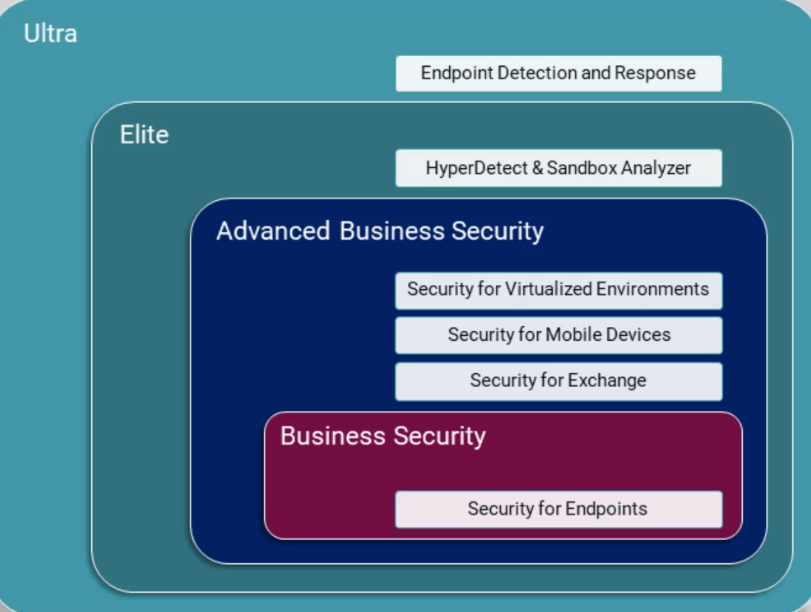 Ultra
Endpoint Detection and Response
Elite
HyperDetect & Sandbox Analyzer
Advanced Business Security
Security for Virtualized Environments
Security for Mobile Devices
Security for Exchange
Business Security
Security for Endpoints